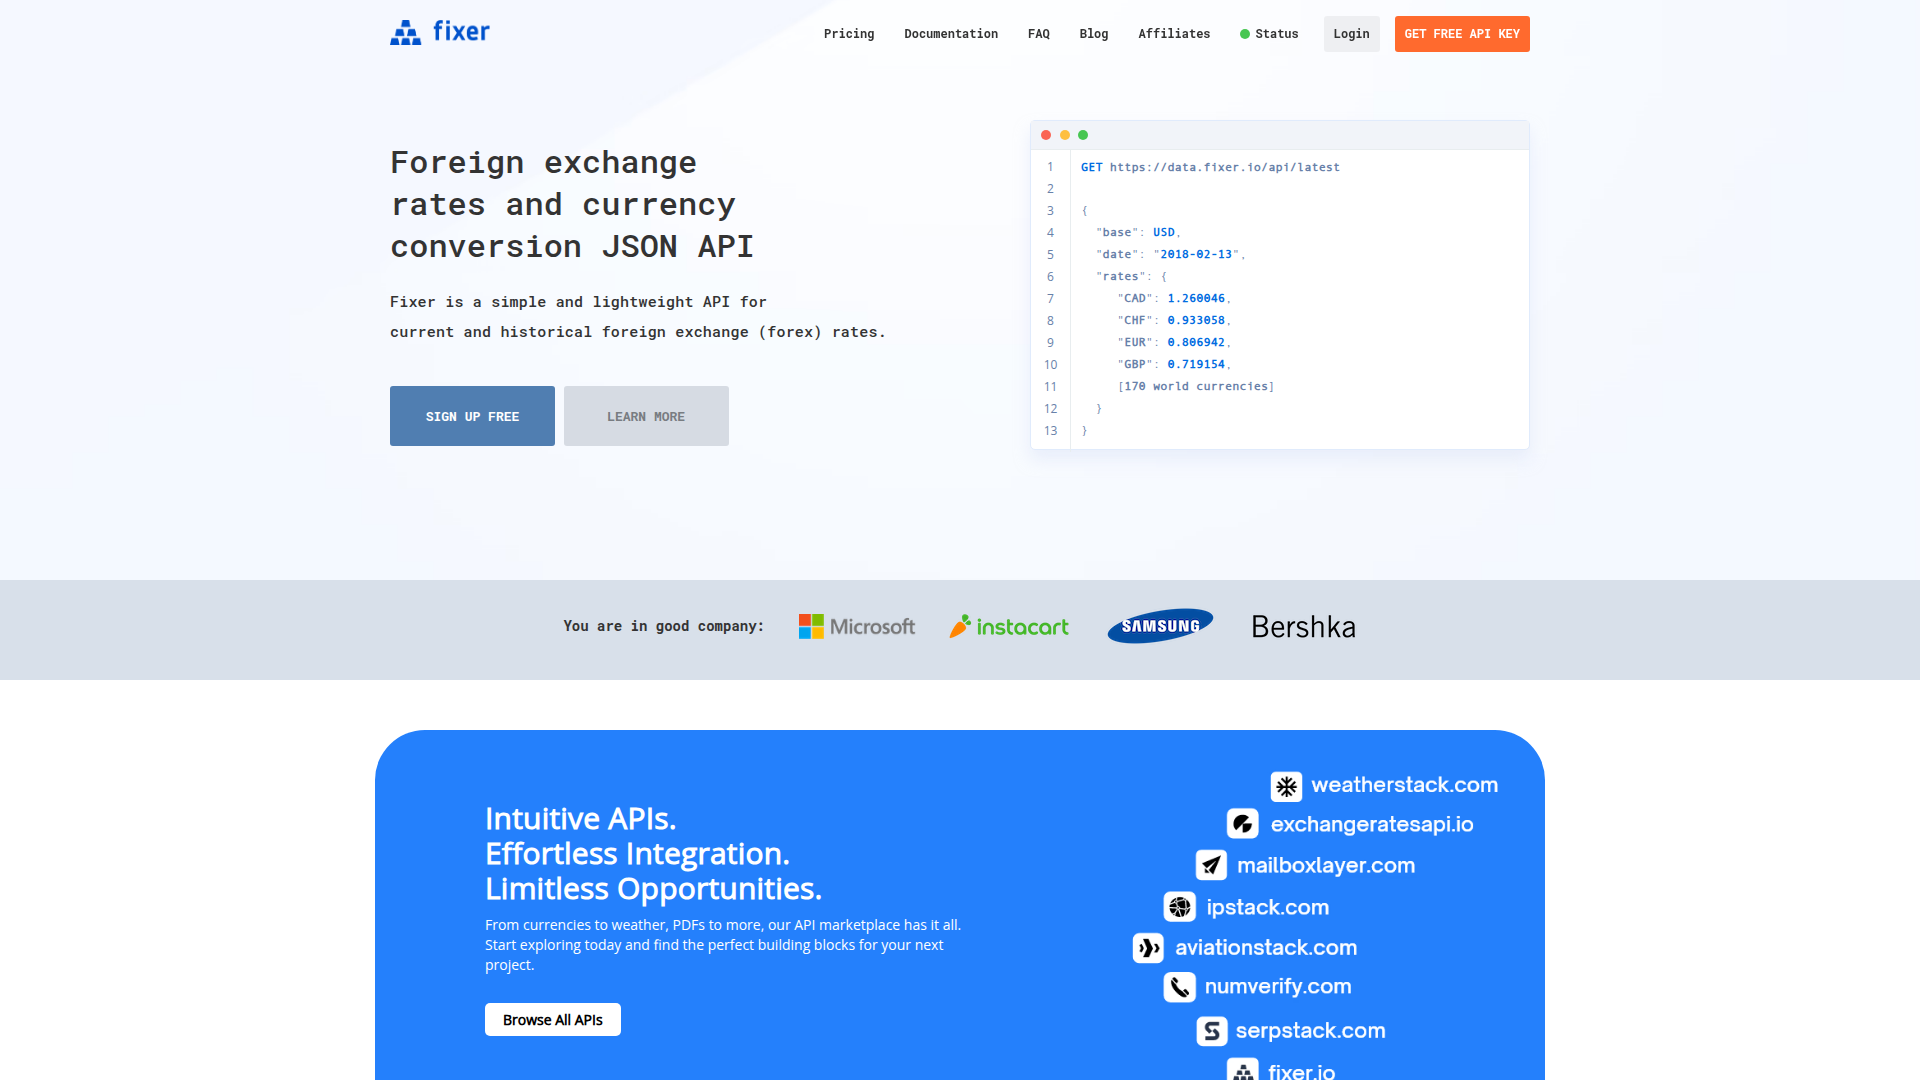 fixer
Pricing
Documentation
FAQ
Blog
Affiliates
Status
Login
GET FREE API KEY
Foreign exchange
rates and currency
conversion JSON API
Fixer is a simple and lightweight API for
current and historical foreign exchange (forex) rates.
SIGN UP FREE
LEARN MORE
1 GET https://data.fixer.io/api/latest
2
3 {
4 "base": USD,
5 "date": "2018-02-13",
6 "rates": {
7 "CAD": 1.260046,
8 "CHF": 0.933058,
9 "EUR": 0.806942,
10 "GBP": 0.719154,
11 [170 world currencies]
12 }
13 }
You are in good company:
Microsoft
instacart
SAMSUNG
Bershka
Intuitive APIs.
Effortless Integration.
Limitless Opportunities.
From currencies to weather, PDFs to more, our API marketplace has it all.
Start exploring today and find the perfect building blocks for your next
project.
Browse All APIs
weatherstack.com
exchangeratesapi.io
mailboxlayer.com
ipstack.com
aviationstack.com
numverify.com
serpstack.com
fixer.io